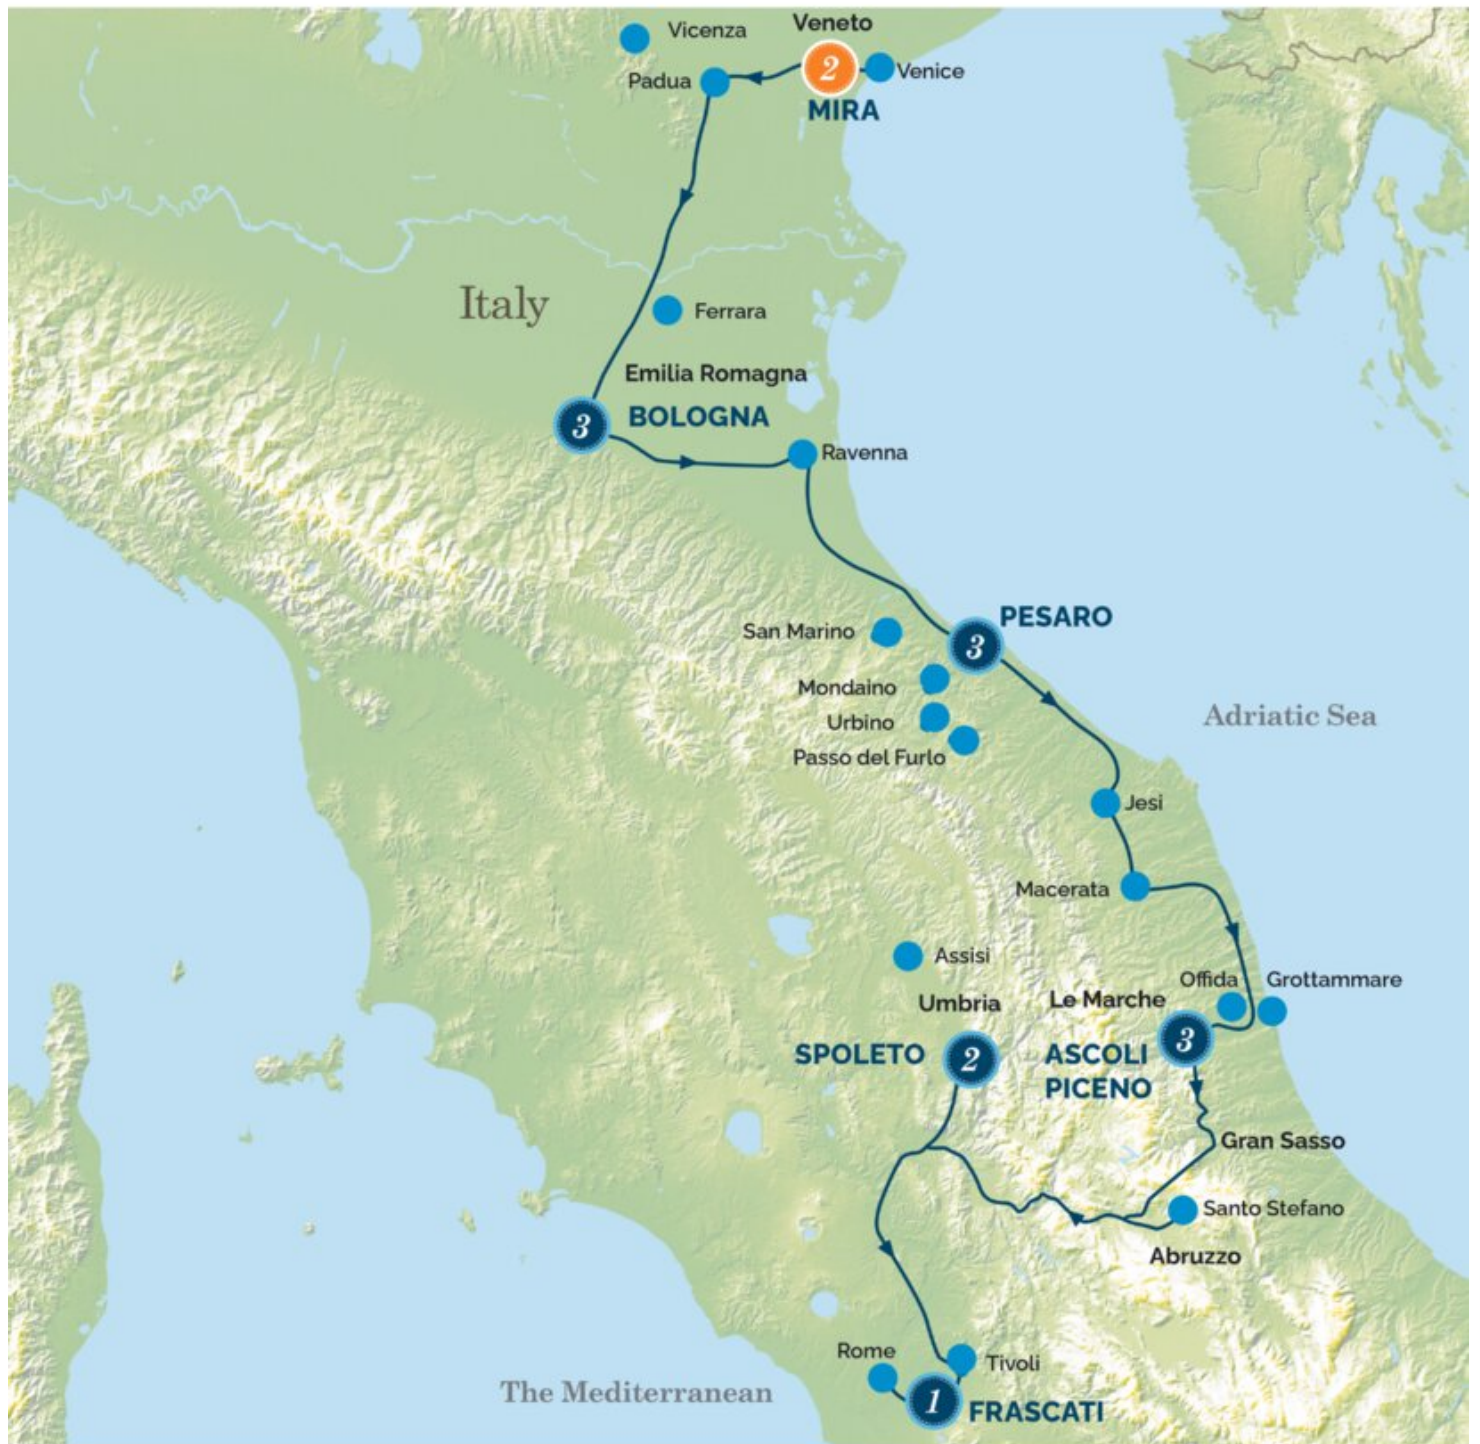 Veneto
Vicenza
2
Venice
Padua
MIRA
Italy
Ferrara
Emilia Romagna
3
BOLOGNA
Ravenna
PESARO
San Marino
3
Mondaino
Urbino
Adriatic Sea
Passo del Furlo
Jesi
Macerata
Assisi
Offida
Grottammare
Umbria
Le Marche
SPOLETO
2
3
ASCOLI
PICENO
Gran Sasso
Santo Stefano
Abruzzo
Rome
Tivoli
The Mediterranean
1
FRASCATI